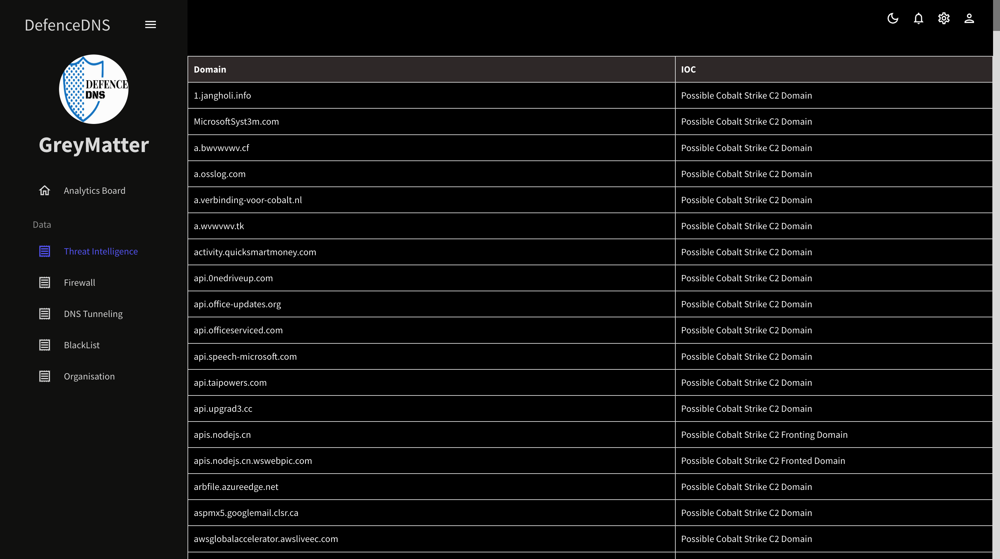 DefenceDNS
DEFENCE
DNS
GreyMatter
Analytics Board
Data
Threat Intelligence
Firewall
DNS Tunneling
BlackList
Organisation
Domain IOC
1.jangholi.info Possible Cobalt Strike C2 Domain
MicrosoftSyst3m.com Possible Cobalt Strike C2 Domain
a.bwvwvwv.cf Possible Cobalt Strike C2 Domain
a.osslog.com Possible Cobalt Strike C2 Domain
a.verbinding-voor-cobalt.nl Possible Cobalt Strike C2 Domain
a.wvwvwv.tk Possible Cobalt Strike C2 Domain
activity.quicksmartmoney.com Possible Cobalt Strike C2 Domain
api.0nedriveup.com Possible Cobalt Strike C2 Domain
api.office-updates.org Possible Cobalt Strike C2 Domain
api.officeserviced.com Possible Cobalt Strike C2 Domain
api.speech-microsoft.com Possible Cobalt Strike C2 Domain
api.taipowers.com Possible Cobalt Strike C2 Domain
api.upgrad3.cc Possible Cobalt Strike C2 Domain
apis.nodejs.cn Possible Cobalt Strike C2 Fronting Domain
apis.nodejs.cn.wswebpic.com Possible Cobalt Strike C2 Fronted Domain
arbfile.azureedge.net Possible Cobalt Strike C2 Domain
aspmx5.googlemail.clsr.ca Possible Cobalt Strike C2 Domain
awsglobalaccelerator.awsliveec.com Possible Cobalt Strike C2 Domain